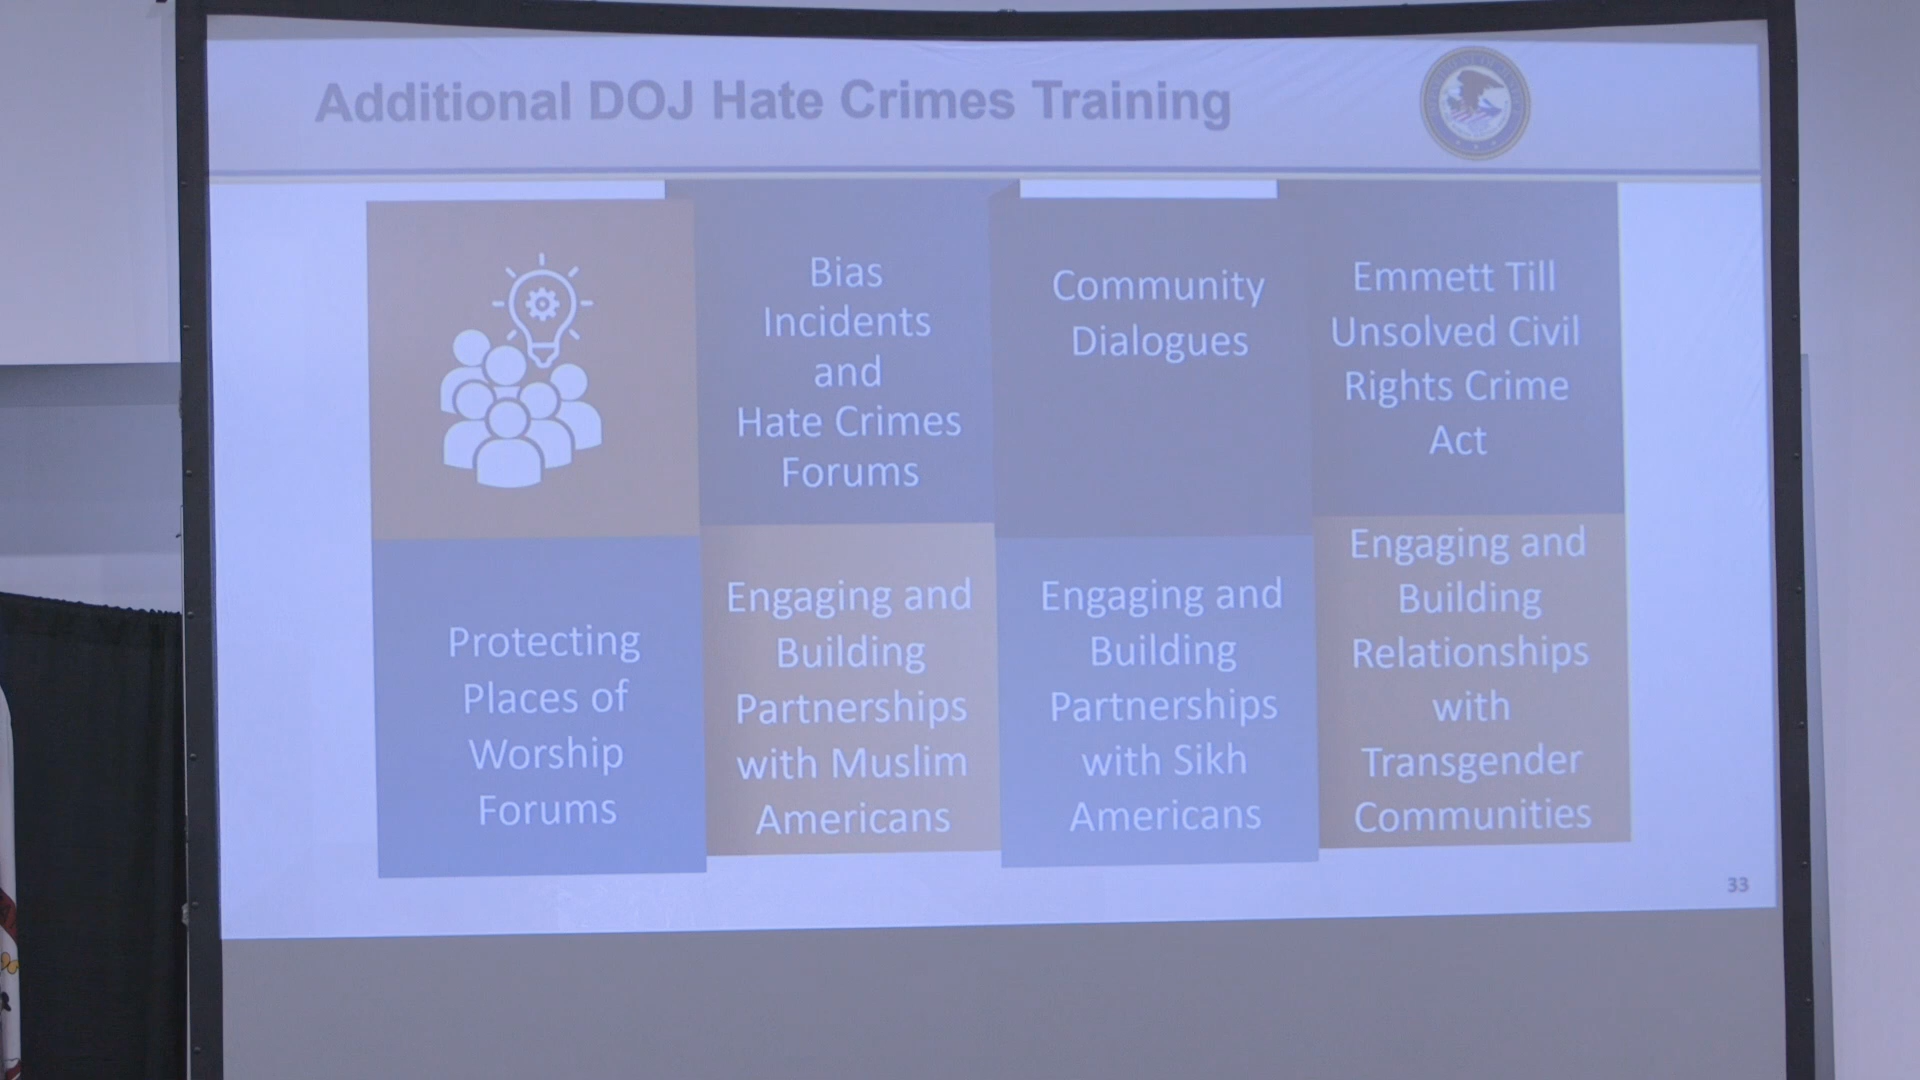 Additional DOJ Hate Crimes Training
Bias
Incidents
and
Hate Crimes
Forums
Community
Dialogues
Emmett Till
Unsolved Civil
Rights Crime
Act
Protecting
Places of
Worship
Forums
Engaging and
Building
Partnerships
with Muslim
Americans
Engaging and
Building
Partnerships
with Sikh
Americans
Engaging and
Building
Relationships
with
Transgender
Communities
33